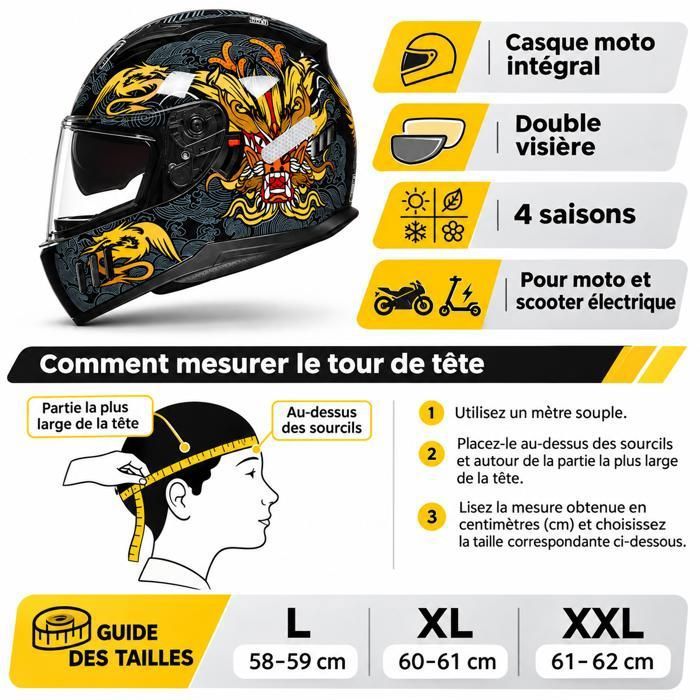 Casque moto
intégral
Double
visière
4 saisons
Pour moto et
scooter électrique
Comment mesurer le tour de tête
Partie la plus
large de la tête
Au-dessus
des sourcils
1 Utilisez un mètre souple.
2 Placez-le au-dessus des sourcils
et autour de la partie la plus large
de la tête.
3 Lisez la mesure obtenue en
centimètres (cm) et choisissez
la taille correspondante ci-dessous.
GUIDE
DES TAILLES
L
58-59 cm
XL
60-61 cm
XXL
61-62 cm